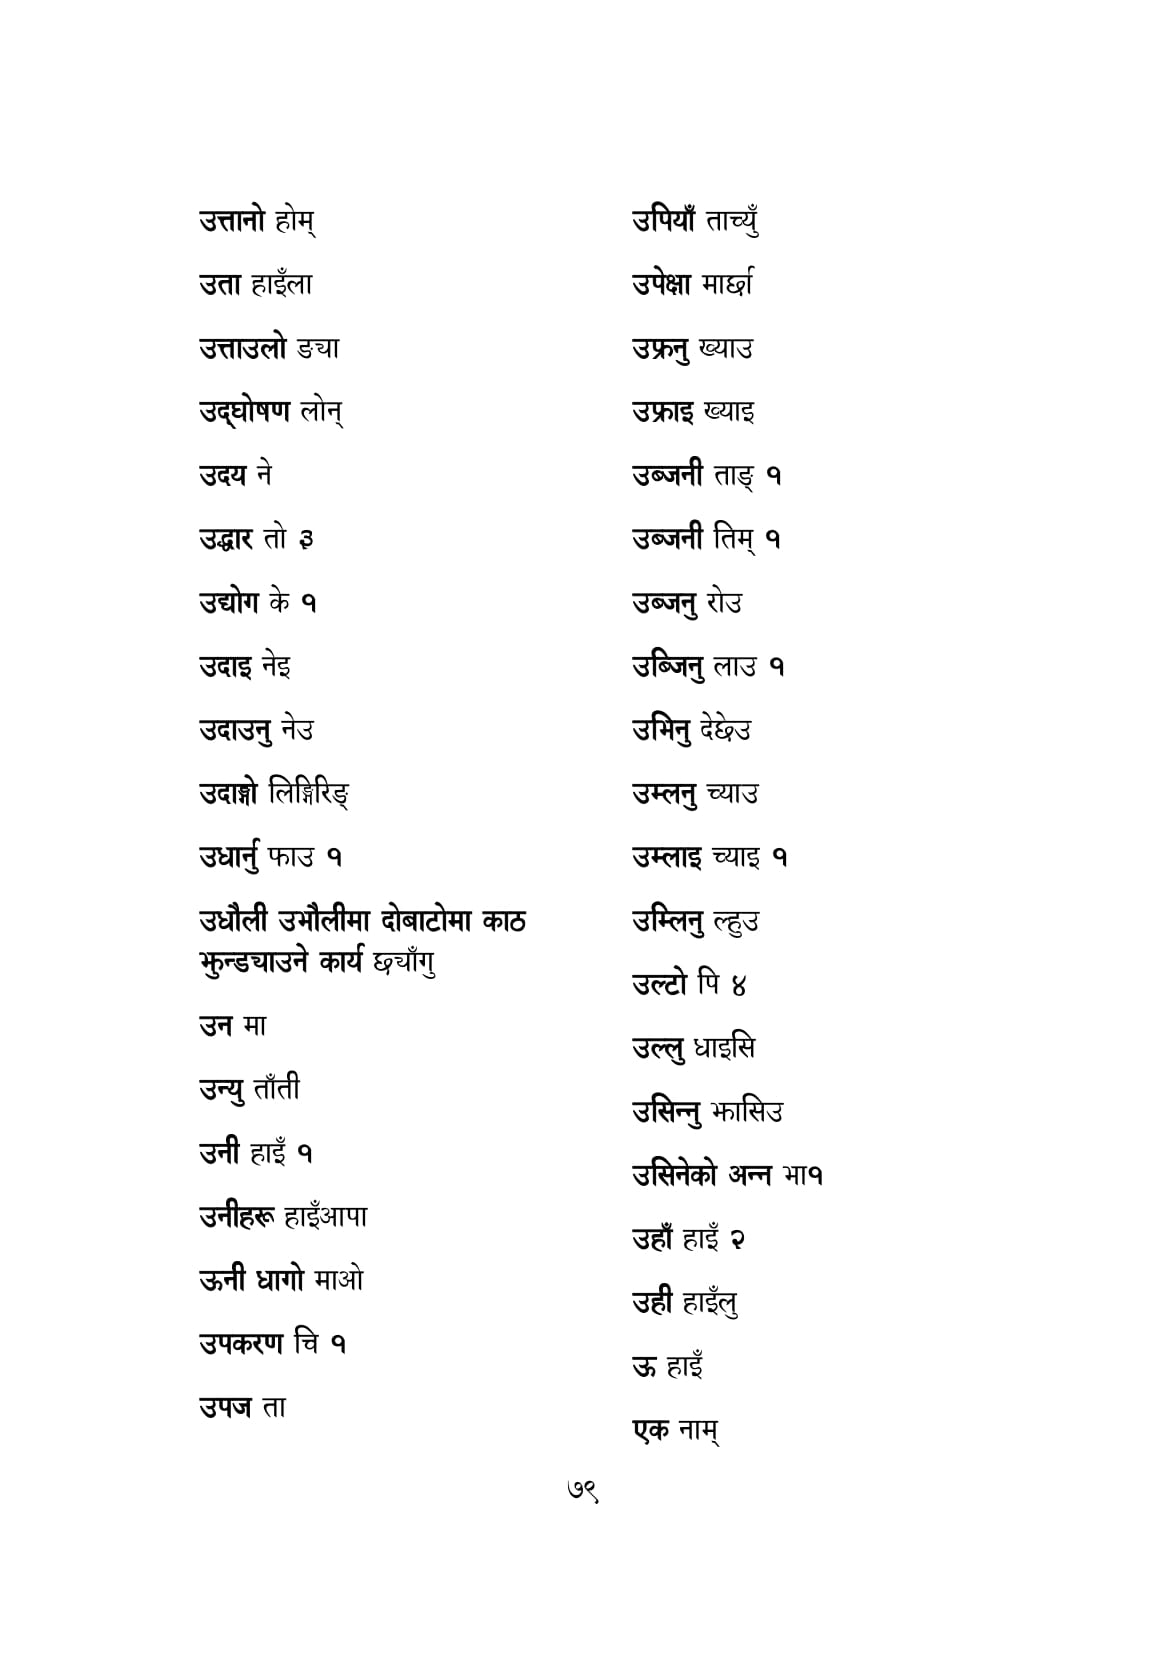 उत्तानो होम्
उता हाइँला
उत्ताउलो ङ्या
उद्‌घोषण लोन्
उदय ने
उद्धार तो ३
उद्योग के १
उदाइ नेइ
उदाउनु नेउ
उदाङ्गो लिङ्गिरिङ्
उधार्नु फाउ १
उधौली उभौलीमा दोबाटोमा काठ
झुन्ड्याउने कार्य छ्याँगु
उन मा
उन्यु ताँती
उनी हाइँ १
उनीहरू हाइँआपा
ऊनी धागो माओ
उपकरण चि १
उपज ता
उपियाँ ताच्युँ
उपेक्षा मार्छ्या
उफ्रनु ख्याउ
उफ्राइ ख्याइ
उब्जनी ताङ् १
उब्जनी तिम् १
उब्जनु रोउ
उब्जिनु लाउ १
उभिनु देछेउ
उम्लनु च्याउ
उम्लाइ च्याइ १
उम्लिनु ल्हुउ
उल्टो पि ४
उल्लु धाइसि
उसिन्नु झासिउ
उसिनेको अन्न भा१
उहाँ हाइँ २
उही हाइँलु
ऊ हाइँ
एक नाम्
७९